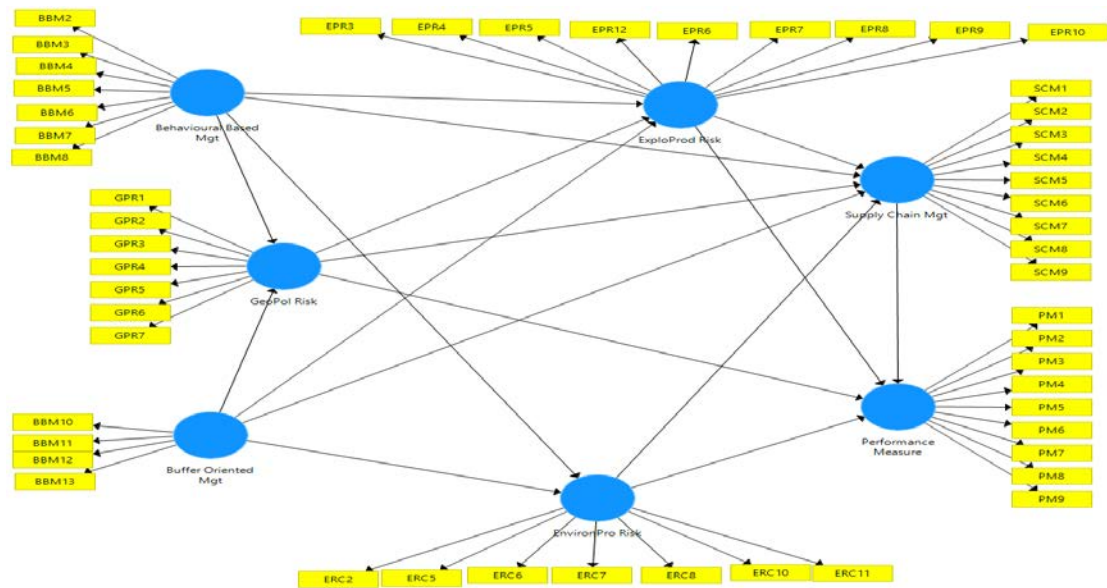 BBM2
BBM3
BBM4
BBM5
BBM6
BBM7
BBM8
Behavioural Based
Mgt
EPR3
EPR4
EPR5
EPR12
EPR6
EPR7
EPR8
EPR9
EPR10
ExploProd Risk
SCM1
SCM2
SCM3
SCM4
SCM5
SCM6
SCM7
SCM8
SCM9
Supply Chain Mgt
GPR1
GPR2
GPR3
GPR4
GPR5
GPR6
GPR7
GeoPol Risk
PM1
PM2
PM3
PM4
PM5
PM6
PM7
PM8
PM9
Performance
Measure
BBM10
BBM11
BBM12
BBM13
Buffer Oriented
Mgt
EnvironPro Risk
ERC2
ERC5
ERC6
ERC7
ERC8
ERC10
ERC11